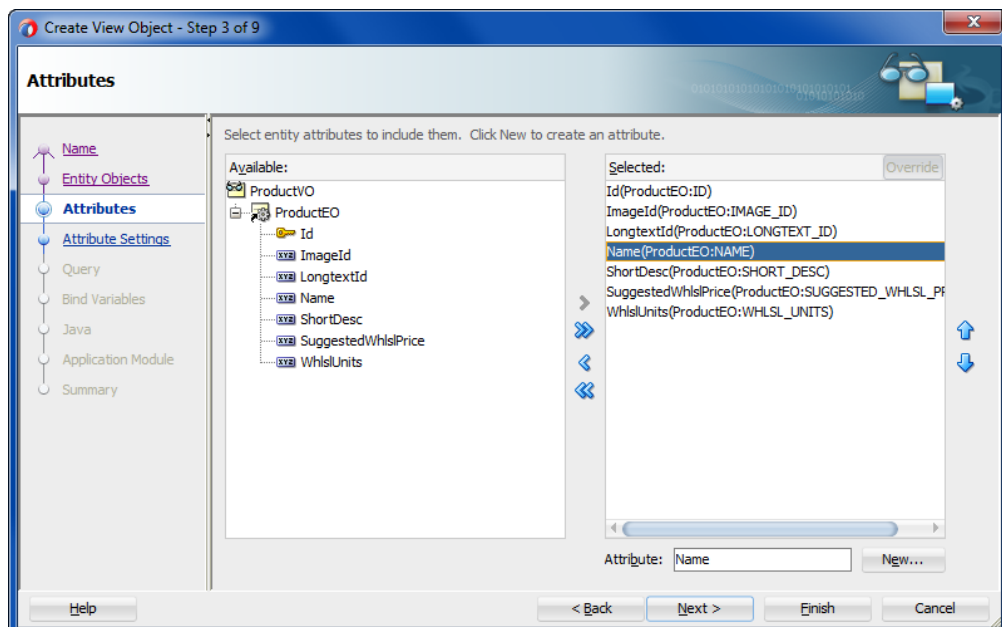 Create View Object - Step 3 of 9
Attributes
Name
Entity Objects
Attributes
Attribute Settings
Query
Bind Variables
Java
Application Module
Summary
Select entity attributes to include them. Click New to create an attribute.
Available:
ProductVO
ProductEO
Id
ImageId
LongtextId
Name
ShortDesc
SuggestedWhlslPrice
WhlslUnits
Selected:
Override
Id(ProductEO:ID)
ImageId(ProductEO:IMAGE_ID)
LongtextId(ProductEO:LONGTEXT_ID)
Name(ProductEO:NAME)
ShortDesc(ProductEO:SHORT_DESC)
SuggestedWhlslPrice(ProductEO:SUGGESTED_WHLSL_PR
WhlslUnits(ProductEO:WHLSL_UNITS)
Attribute: Name New...
Help < Back Next > Finish Cancel